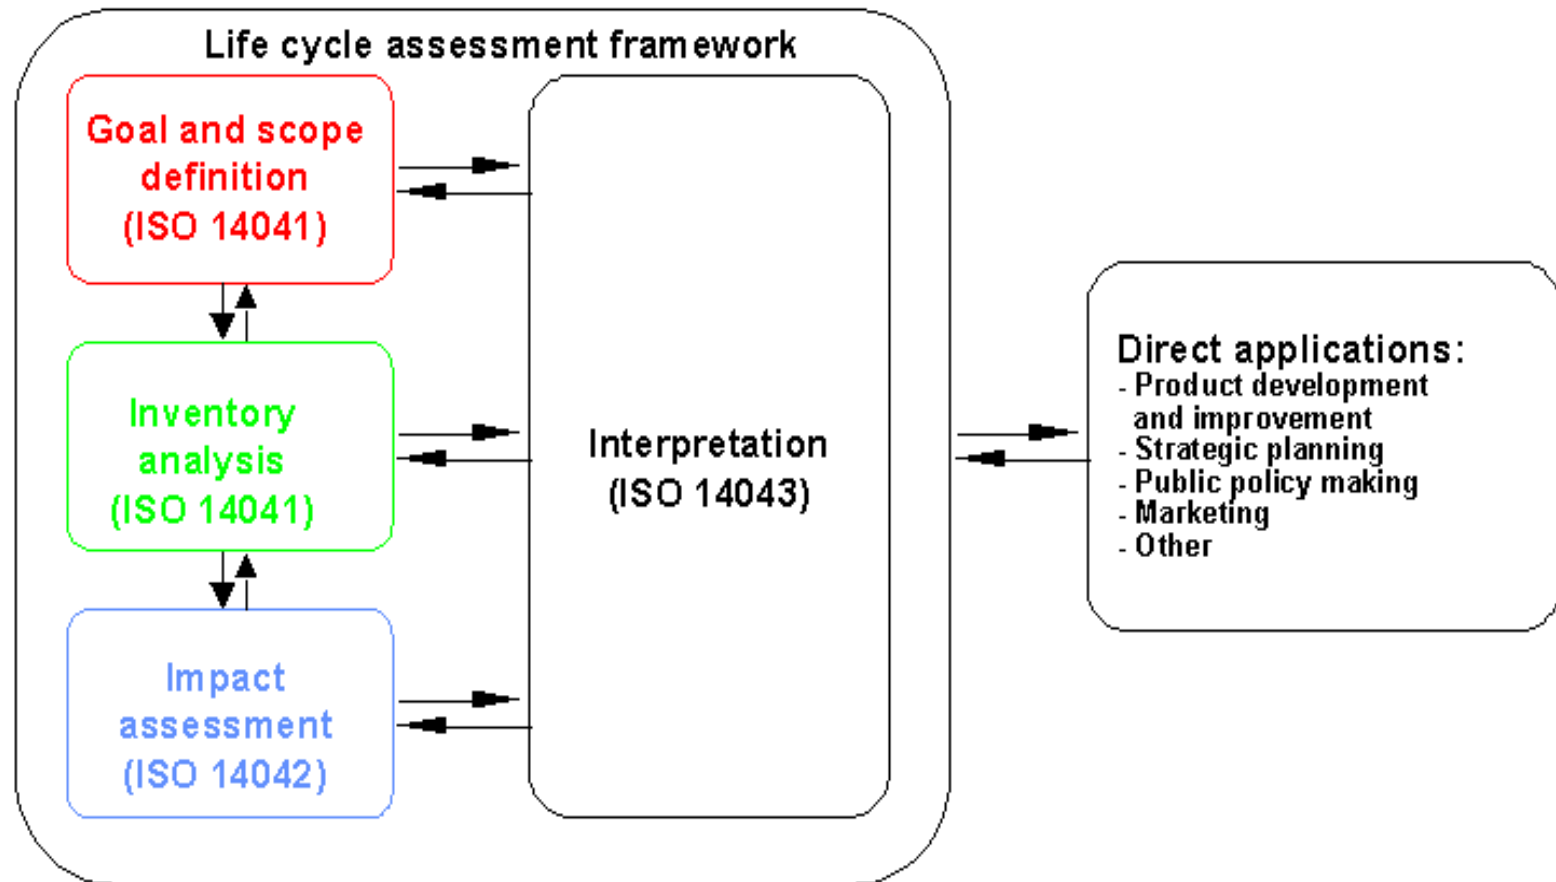 Life cycle assessment framework
Goal and scope
definition
(ISO 14041)
Inventory
analysis
(ISO 14041)
Impact
assessment
(ISO 14042)
Interpretation
(ISO 14043)
Direct applications:
- Product development
and improvement
- Strategic planning
- Public policy making
- Marketing
- Other